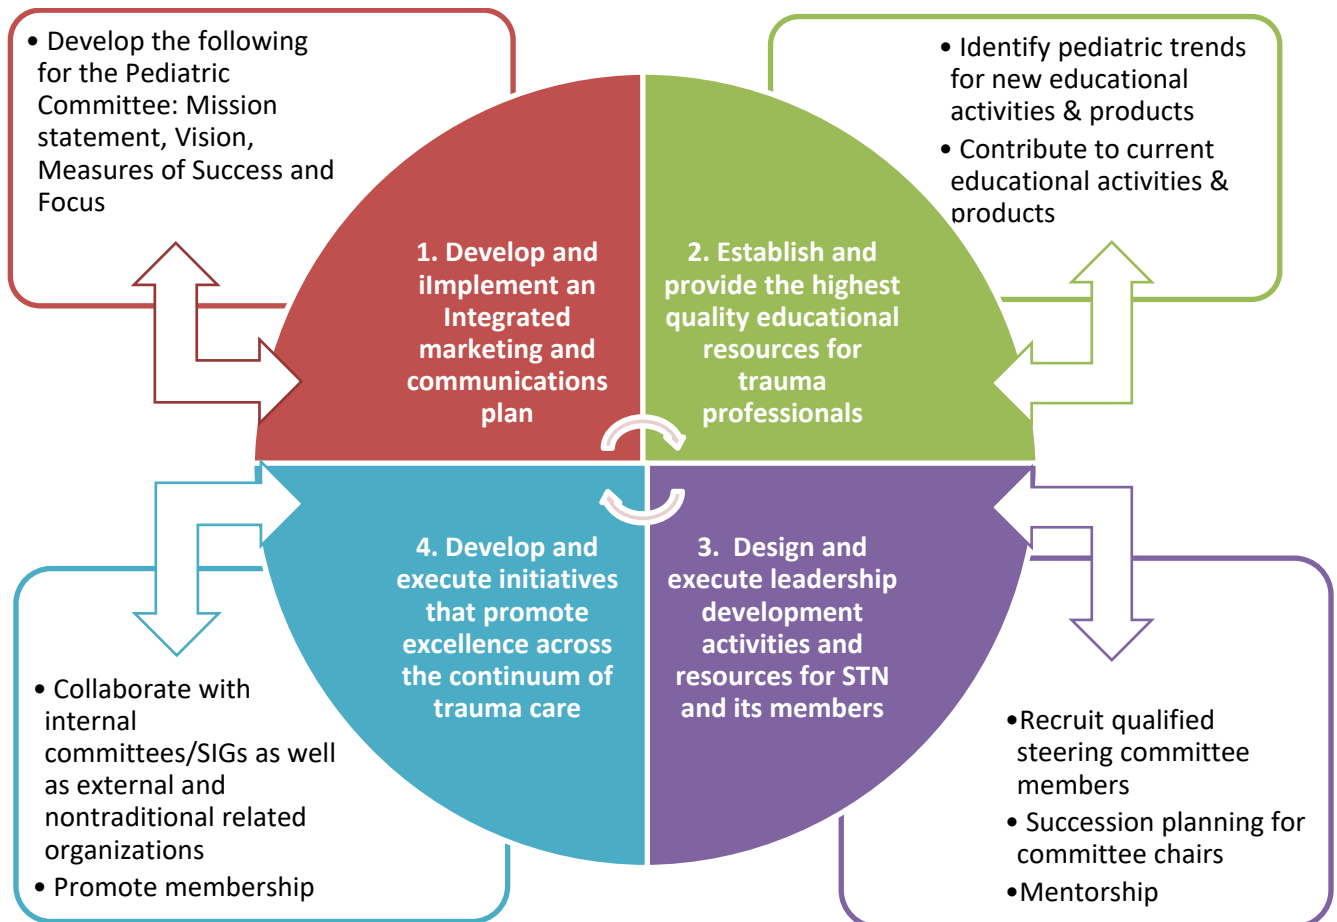 • Develop the following
for the Pediatric
Committee: Mission
statement, Vision,
Measures of Success and
Focus
• Identify pediatric trends
for new educational
activities & products
• Contribute to current
educational activities &
products
1. Develop and
iImplement an
Integrated
marketing and
communications
plan
2. Establish and
provide the highest
quality educational
resources for
trauma
professionals
4. Develop and
execute initiatives
that promote
excellence across
the continuum of
trauma care
3. Design and
execute leadership
development
activities and
resources for STN
and its members
• Collaborate with
internal
committees/SIGs as well
as external and
nontraditional related
organizations
• Promote membership
•Recruit qualified
steering committee
members
• Succession planning for
committee chairs
•Mentorship